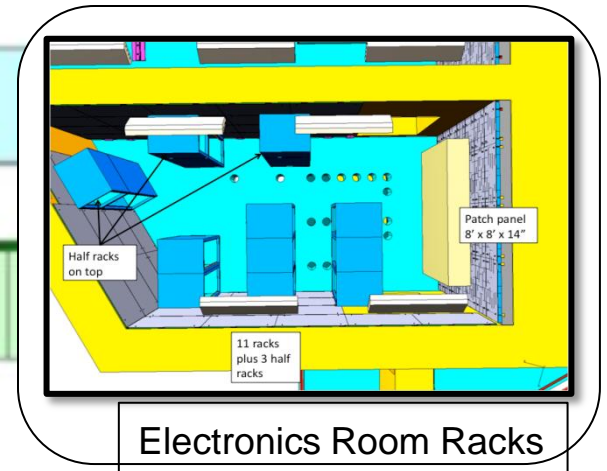 Patch panel
8’ x 8’ x 14”
Half racks
on top
11 racks
plus 3 half
racks
Electronics Room Racks